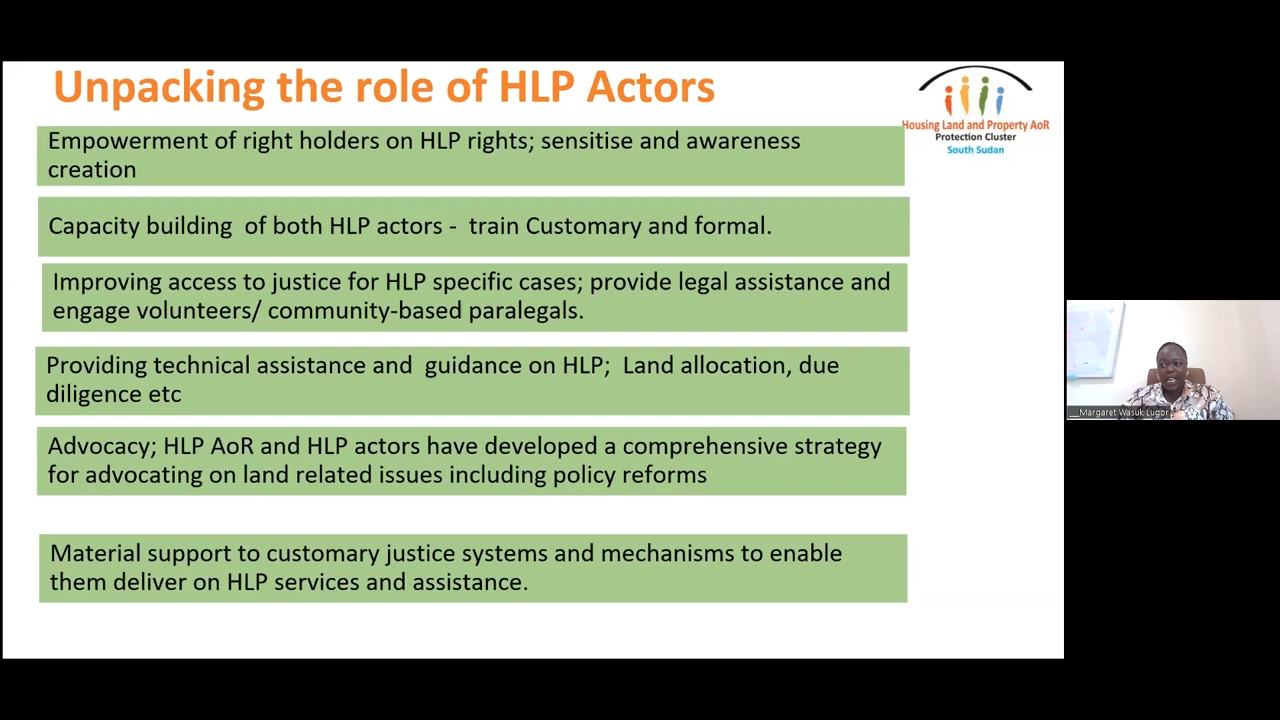 Unpacking the role of HLP Actors
Housing Land and Property AoR
Protection Cluster
South Sudan
Empowerment of right holders on HLP rights; sensitise and awareness
creation
Capacity building  of both HLP actors -  train Customary and formal.
Improving access to justice for HLP specific cases; provide legal assistance and
engage volunteers/ community-based paralegals.
Providing technical assistance and  guidance on HLP;  Land allocation, due
diligence etc
Advocacy; HLP AoR and HLP actors have developed a comprehensive strategy
for advocating on land related issues including policy reforms
Material support to customary justice systems and mechanisms to enable
them deliver on HLP services and assistance.
__Margaret Wasuk Lugor